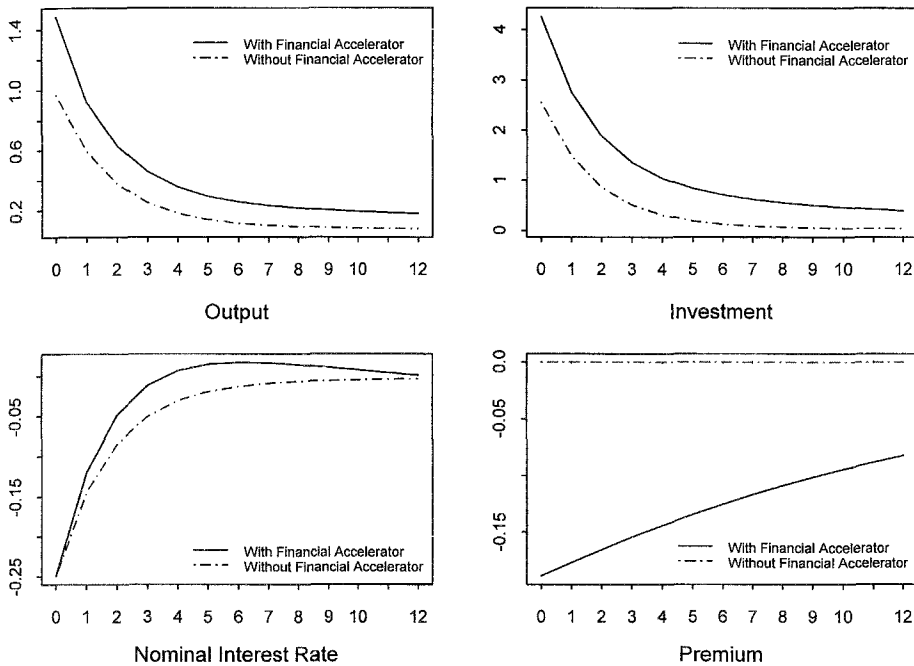 1.4
1.0
0.6
0.2
With Financial Accelerator
Without Financial Accelerator
0 1 2 3 4 5 6 7 8 9 10 12
Output
4
3
2
1
0
With Financial Accelerator
Without Financial Accelerator
0 1 2 3 4 5 6 7 8 9 10 12
Investment
-0.05
-0.15
-0.25
With Financial Accelerator
Without Financial Accelerator
0 1 2 3 4 5 6 7 8 9 10 12
Nominal Interest Rate
0.0
-0.05
-0.15
With Financial Accelerator
Without Financial Accelerator
0 1 2 3 4 5 6 7 8 9 10 12
Premium